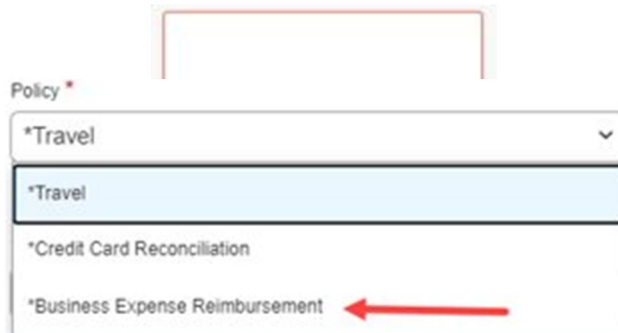 Policy *
*Travel
*Travel
*Credit Card Reconciliation
*Business Expense Reimbursement